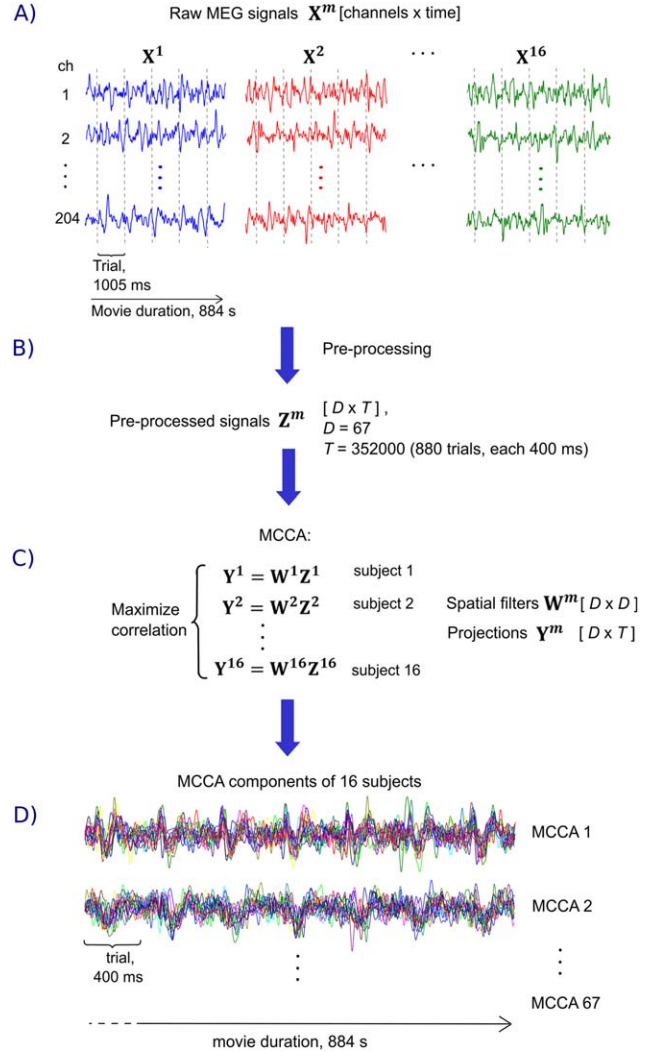 A)
Raw MEG signals X^m [channels x time]
X^1 X^2 ⋯ X^16
ch
1
2
⋮
204
⋯
Trial,
1005 ms
Movie duration, 884 s
B)
Pre-processing
Pre-processed signals Z^m [ D x T ] ,
D = 67
T = 352000 (880 trials, each 400 ms)
MCCA:
C)
Maximize
correlation
Y^1 = W^1Z^1 subject 1
Y^2 = W^2Z^2 subject 2
⋮
Y^16 = W^16Z^16 subject 16
Spatial filters W^m [ D x D ]
Projections Y^m [ D x T ]
MCCA components of 16 subjects
D)
MCCA 1
MCCA 2
trial,
400 ms
⋮
⋮
MCCA 67
movie duration, 884 s